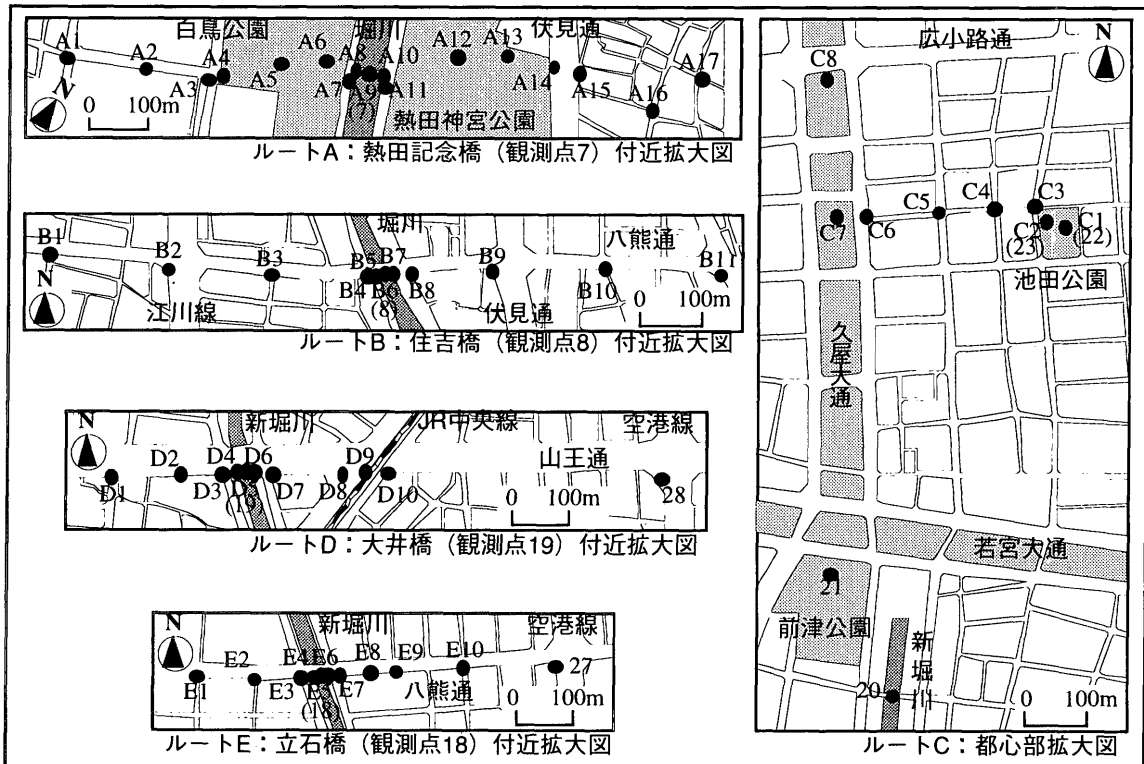 白鳥公園 堀川 伏見通
A1 A2 A3 A4 A5 A6 A7 A8 A9 (7) A10 A11 A12 A13 A14 A15 A16 A17
N
0 100m
熱田神宮公園
ルートA:熱田記念橋(観測点7)付近拡大図
堀川
八熊通
B1 B2 B3 B4 B5 B6 (8) B7 B8 B9 B10 B11
N
江川線 伏見通
0 100m
ルートB:住吉橋(観測点8)付近拡大図
新堀川 JR中央線 空港線
N
D1 D2 D3 D4 (19) D6 D7 D8 D9 D10 28
山王通
0 100m
ルートD:大井橋(観測点19)付近拡大図
新堀川 空港線
N
E1 E2 E3 E4 E5 (18) E6 E7 E8 E9 E10 27
八熊通
0 100m
ルートE:立石橋(観測点18)付近拡大図
広小路通
N
C8
C7 C6 C5 C4 C3 C2 (23) C1 (22)
池田公園
久屋大通
若宮大通
21
前津公園
新堀川
20
0 100m
ルートC:都心部拡大図